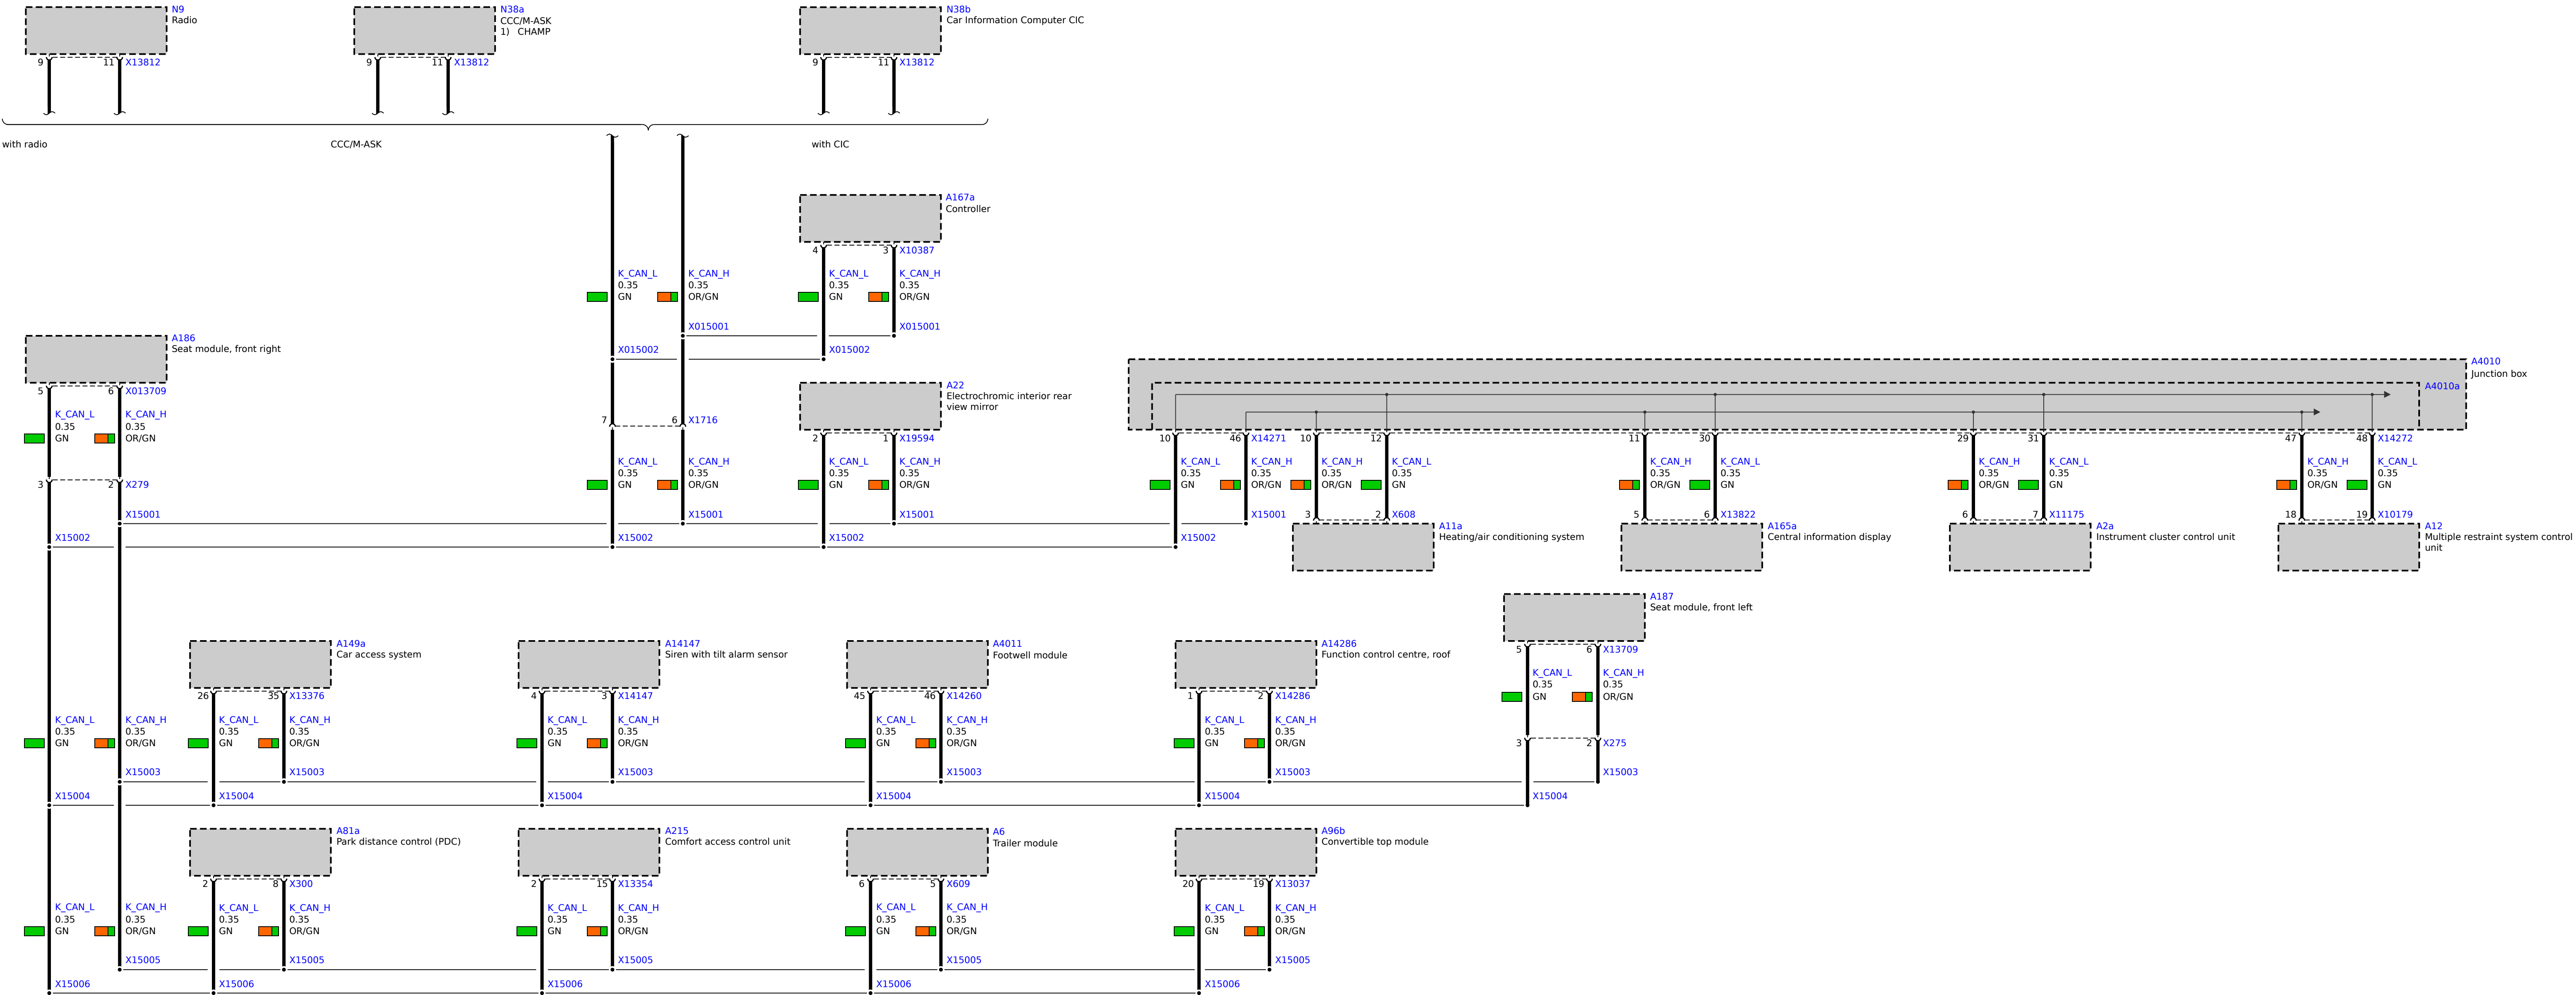 N9
Radio
N38a
CCC/M-ASK
1) CHAMP
N38b
Car Information Computer CIC
9 11 X13812
9 11 X13812
9 11 X13812
with radio
CCC/M-ASK
with CIC
A167a
Controller
4 3 X10387
K_CAN_L K_CAN_H K_CAN_L K_CAN_H
0.35 0.35 0.35 0.35
GN OR/GN GN OR/GN
X015001 X015001
X015002 X015002
A186
Seat module, front right
5 6 X013709
K_CAN_L K_CAN_H
0.35 0.35
GN OR/GN
3 2 X279
X15001
X15002
7 6 X1716
K_CAN_L K_CAN_H
0.35 0.35
GN OR/GN
X15001
X15002
A22
Electrochromic interior rear
view mirror
2 1 X19594
K_CAN_L K_CAN_H
0.35 0.35
GN OR/GN
X15001
X15002
A4010
Junction box
A4010a
10 46 X14271 10 12 11 30 29 31 47 48 X14272
K_CAN_L K_CAN_H K_CAN_H K_CAN_L K_CAN_H K_CAN_L K_CAN_H K_CAN_L K_CAN_H K_CAN_L
0.35 0.35 0.35 0.35 0.35 0.35 0.35 0.35 0.35 0.35
GN OR/GN OR/GN GN OR/GN GN OR/GN GN OR/GN GN
X15001 3 2 X608 5 6 X13822 6 7 X11175 18 19 X10179
X15002
A11a
Heating/air conditioning system
A165a
Central information display
A2a
Instrument cluster control unit
A12
Multiple restraint system control
unit
A187
Seat module, front left
5 6 X13709
K_CAN_L K_CAN_H
0.35 0.35
GN OR/GN
3 2 X275
X15003
X15004
A149a
Car access system
A14147
Siren with tilt alarm sensor
A4011
Footwell module
A14286
Function control centre, roof
26 35 X13376 4 3 X14147 45 46 X14260 1 2 X14286
K_CAN_L K_CAN_H K_CAN_L K_CAN_H K_CAN_L K_CAN_H K_CAN_L K_CAN_H K_CAN_L K_CAN_H
0.35 0.35 0.35 0.35 0.35 0.35 0.35 0.35 0.35 0.35
GN OR/GN GN OR/GN GN OR/GN GN OR/GN GN OR/GN
X15003 X15003 X15003 X15003 X15003
X15004 X15004 X15004 X15004 X15004
A81a
Park distance control (PDC)
A215
Comfort access control unit
A6
Trailer module
A96b
Convertible top module
2 8 X300 2 15 X13354 6 5 X609 20 19 X13037
K_CAN_L K_CAN_H K_CAN_L K_CAN_H K_CAN_L K_CAN_H K_CAN_L K_CAN_H K_CAN_L K_CAN_H
0.35 0.35 0.35 0.35 0.35 0.35 0.35 0.35 0.35 0.35
GN OR/GN GN OR/GN GN OR/GN GN OR/GN GN OR/GN
X15005 X15005 X15005 X15005 X15005
X15006 X15006 X15006 X15006 X15006